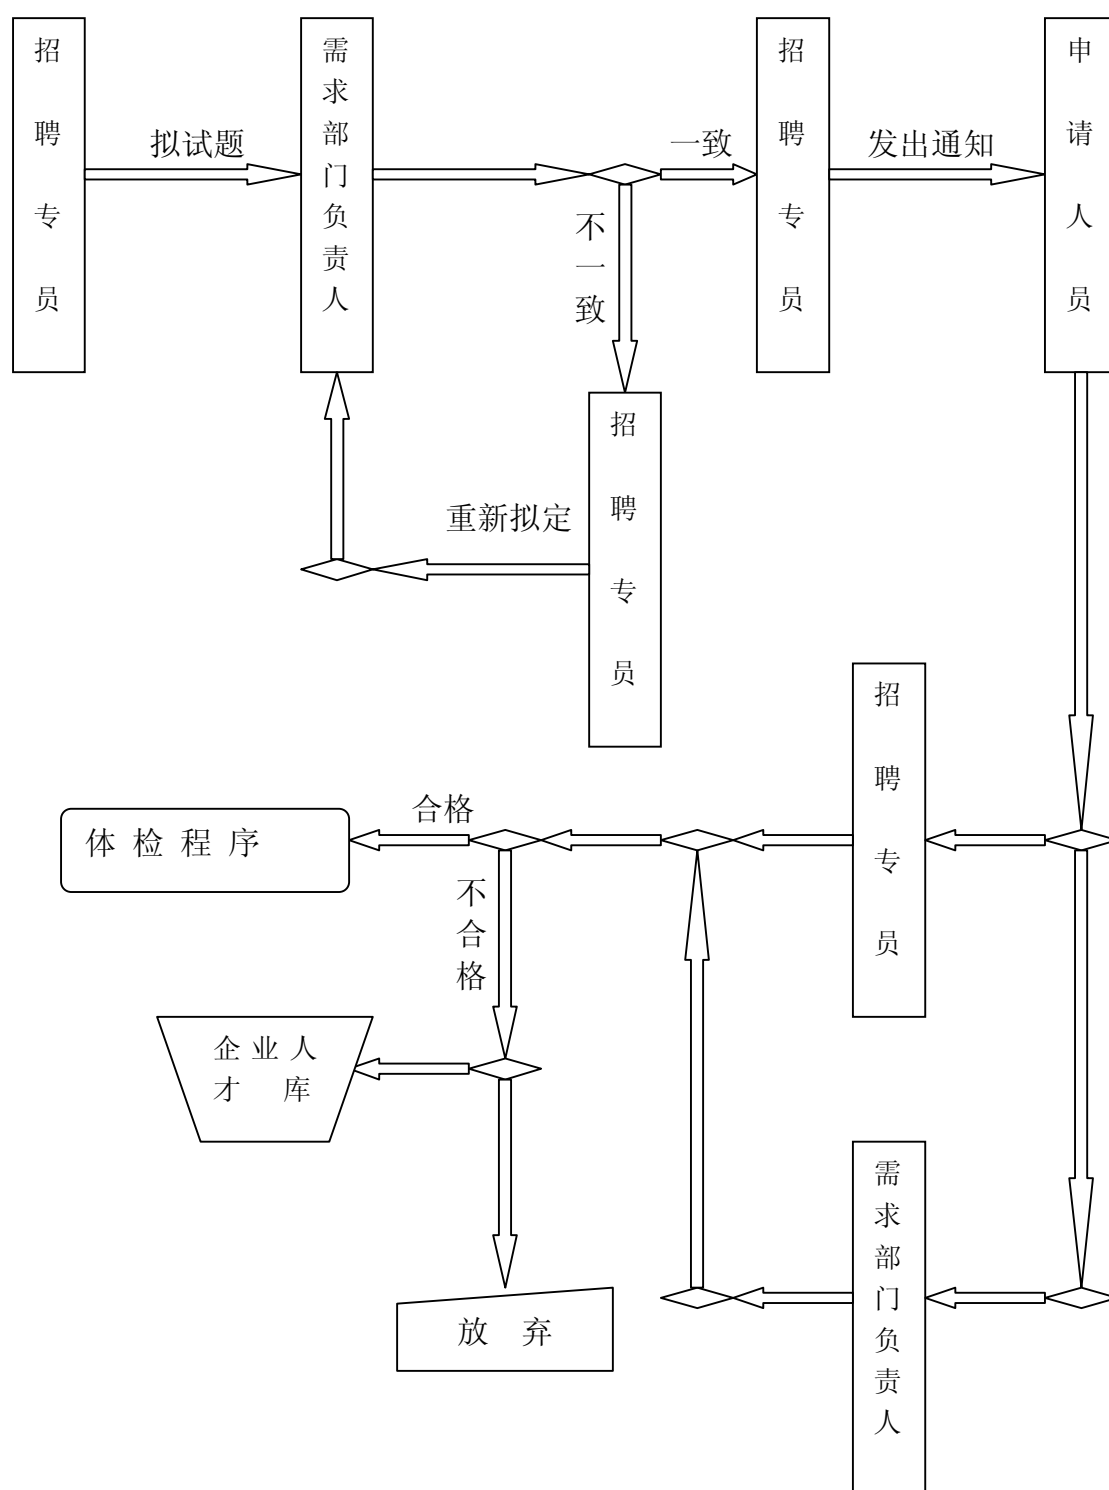 招聘专员
拟试题
需求部门负责人
一致
招聘专员
发出通知
申请人员
不一致
招聘专员
重新拟定
招聘专员
合格
体检程序
不合格
企业人
才库
需求部门负责人
放弃